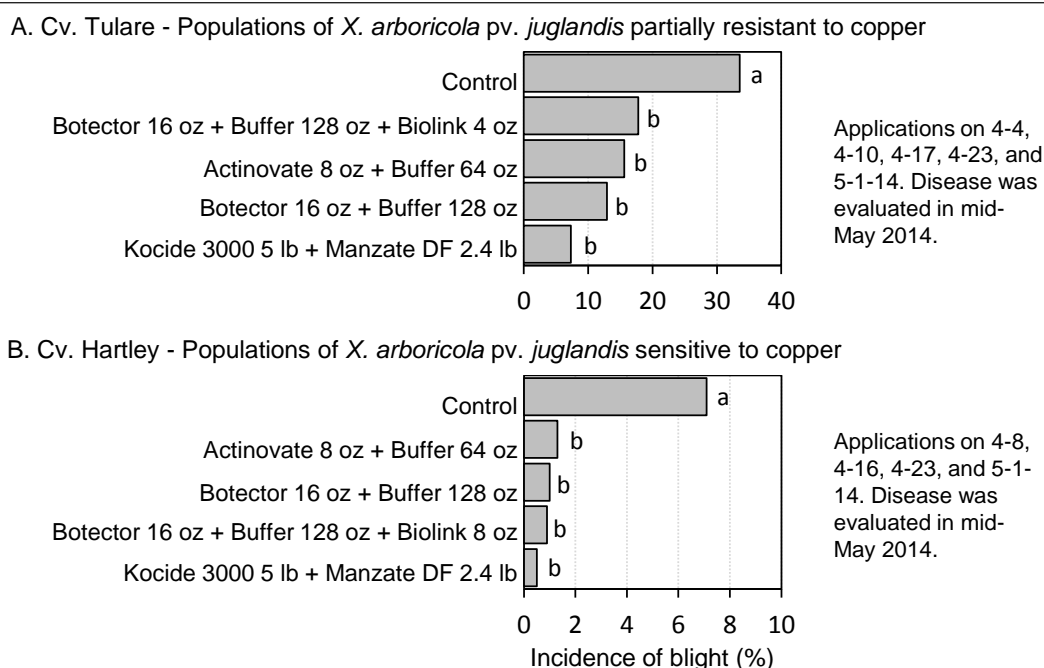 A. Cv. Tulare - Populations of X. arboricola pv. juglandis partially resistant to copper
Control
a
Botector 16 oz + Buffer 128 oz + Biolink 4 oz
b
Actinovate 8 oz + Buffer 64 oz
b
Botector 16 oz + Buffer 128 oz
b
Kocide 3000 5 lb + Manzate DF 2.4 lb
b
0 10 20 30 40
Applications on 4-4,
4-10, 4-17, 4-23, and
5-1-14. Disease was
evaluated in mid-
May 2014.
B. Cv. Hartley - Populations of X. arboricola pv. juglandis sensitive to copper
Control
a
Actinovate 8 oz + Buffer 64 oz
b
Botector 16 oz + Buffer 128 oz
b
Botector 16 oz + Buffer 128 oz + Biolink 8 oz
b
Kocide 3000 5 lb + Manzate DF 2.4 lb
b
0 2 4 6 8 10
Incidence of blight (%)
Applications on 4-8,
4-16, 4-23, and 5-1-
14. Disease was
evaluated in mid-
May 2014.